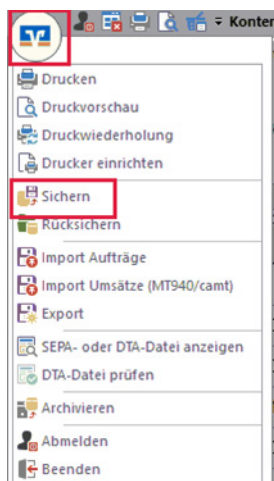 Konten
Drucken
Druckvorschau
Druckwiederholung
Drucker einrichten
Sichern
Rücksichern
Import Aufträge
Import Umsätze (MT940/camt)
Export
SEPA- oder DTA-Datei anzeigen
DTA-Datei prüfen
Archivieren
Abmelden
Beenden